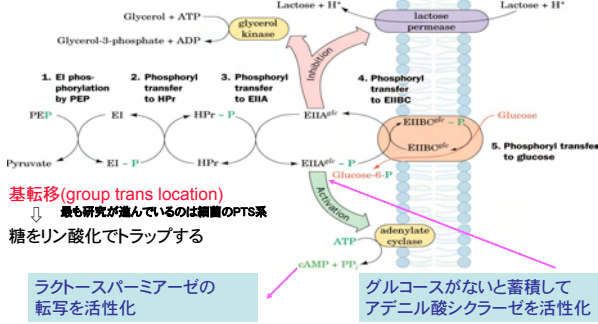 Lactose + H⁺
Lactose + H⁺
Glycerol + ATP
glycerol
kinase
Glycerol-3-phosphate + ADP
lactose
permease
Inhibition
1. EI phos-
phorylation
by PEP
2. Phosphoryl
transfer
to HPr
3. Phosphoryl
transfer
to EIIA
4. Phosphoryl
transfer
to EIIBC
PEP
EI
HPr ~ P
EIIAglc
EIIBCglc ~ P
Glucose
EIIBCglc
5. Phosphoryl transfer
to glucose
Pyruvate
EI ~ P
HPr
EIIAglc ~ P
Glucose-6-P
基転移(group trans location)
最も研究が進んでいるのは細菌のPTS系
糖をリン酸化でトラップする
Activation
ATP
adenylate
cyclase
cAMP + PPi
ラクトースパーミアーゼの
転写を活性化
グルコースがないと蓄積して
アデニル酸シクラーゼを活性化